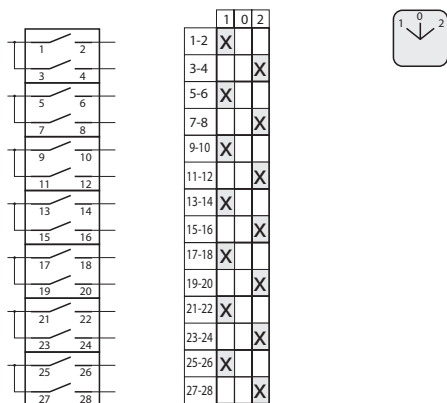 1 2
3 4
5 6
7 8
9 10
11 12
13 14
15 16
17 18
19 20
21 22
23 24
25 26
27 28
1 0 2
1-2 X
3-4 X
5-6 X
7-8 X
9-10 X
11-12 X
13-14 X
15-16 X
17-18 X
19-20 X
21-22 X
23-24 X
25-26 X
27-28 X
1 0 2